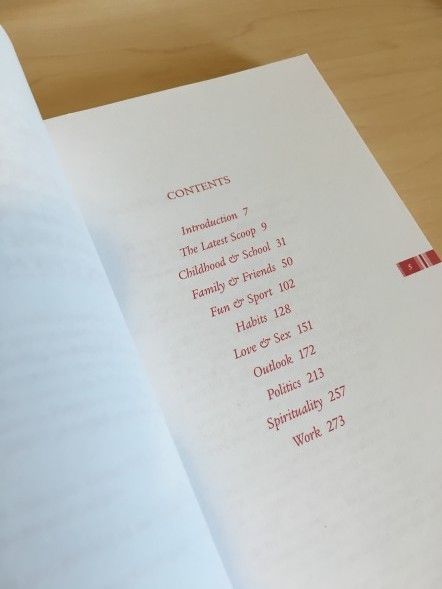 CONTENTS
Introduction 7
The Latest Scoop 9
Childhood & School 31
Family & Friends 50
Fun & Sport 102
Habits 128
Love & Sex 151
Outlook 172
Politics 213
Spirituality 257
Work 273
5